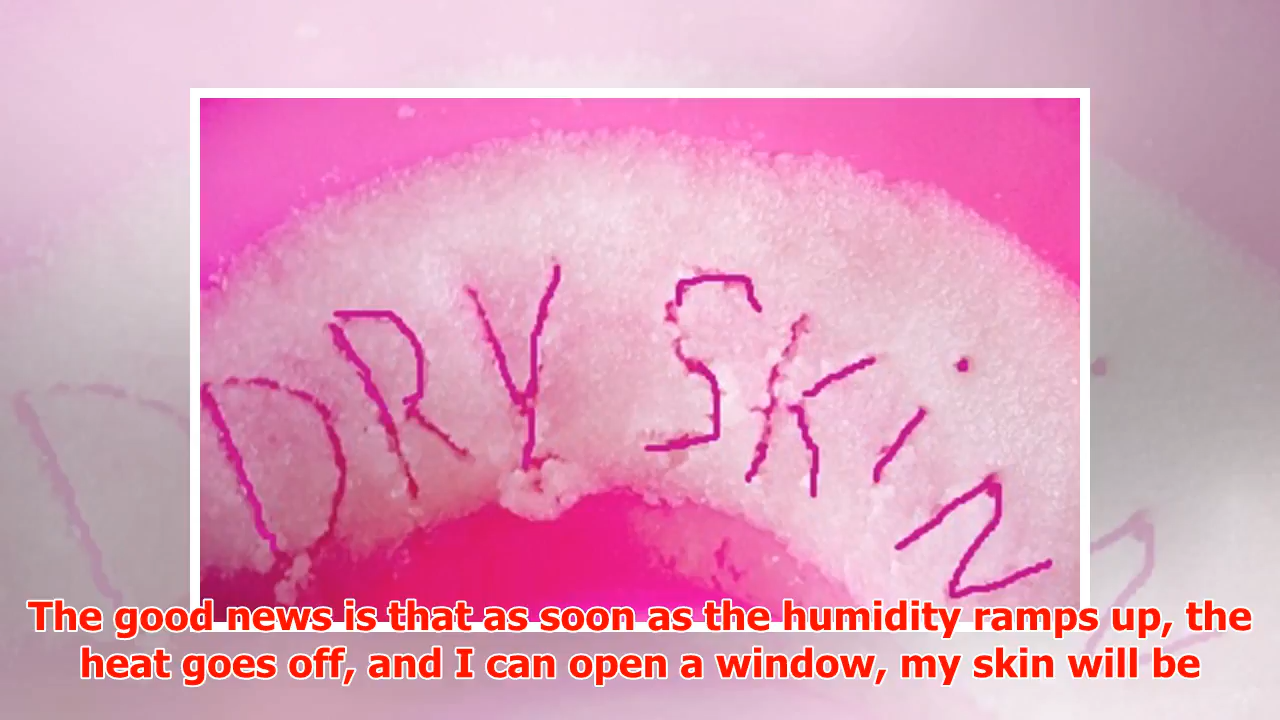 DRY SKiN
The good news is that as soon as the humidity ramps up, the
heat goes off, and I can open a window, my skin will be